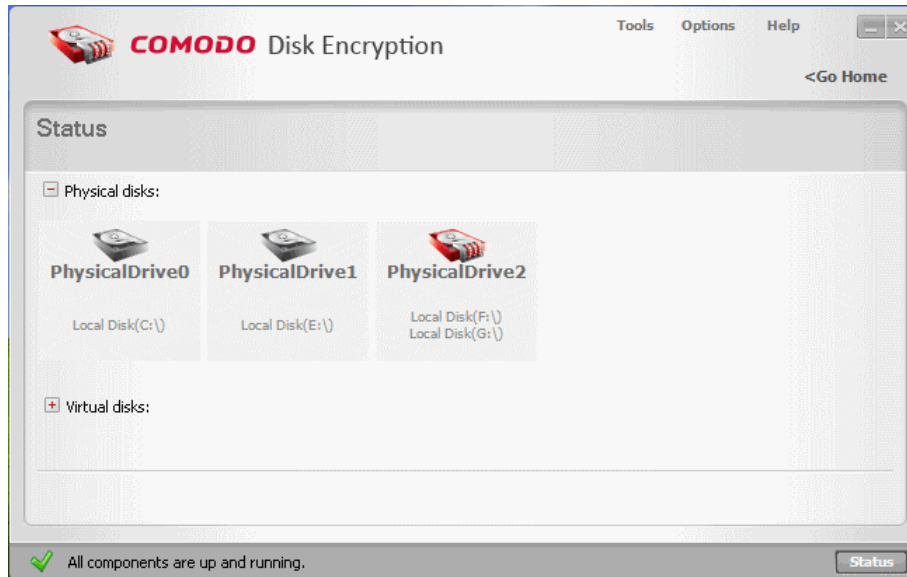 COMODO Disk Encryption
Tools Options Help
<Go Home
Status
Physical disks:
PhysicalDrive0 PhysicalDrive1 PhysicalDrive2
Local Disk(C:\) Local Disk(E:\) Local Disk(F:\)
Local Disk(G:\)
Virtual disks:
All components are up and running.
Status